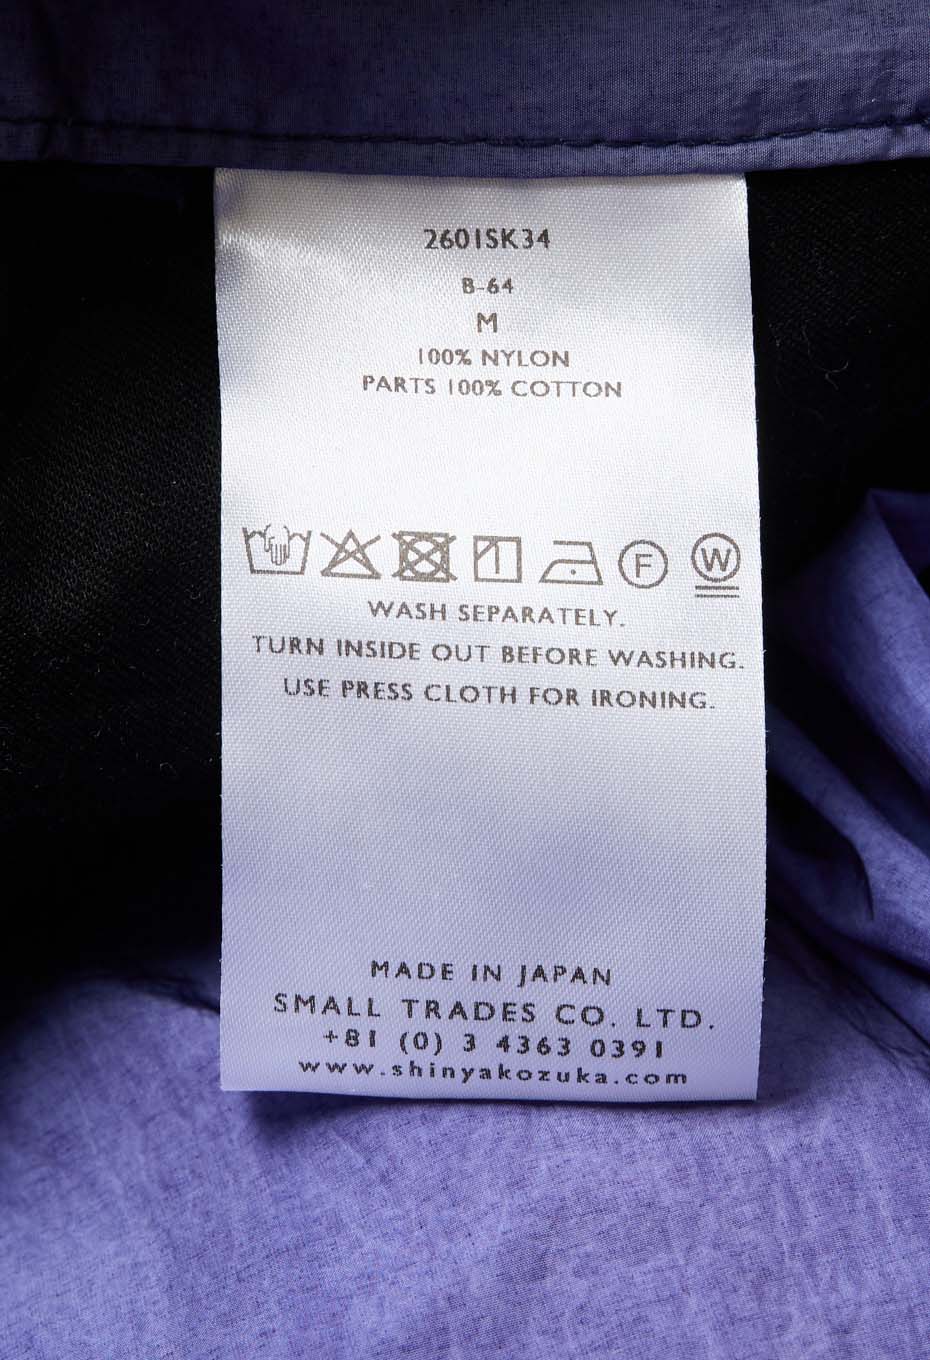 2601SK34
B-64
M
100% NYLON
PARTS 100% COTTON
F W
WASH SEPARATELY.
TURN INSIDE OUT BEFORE WASHING.
USE PRESS CLOTH FOR IRONING.
MADE IN JAPAN
SMALL TRADES CO. LTD.
+81 (0) 3 4363 0391
www.shinyakozuka.com